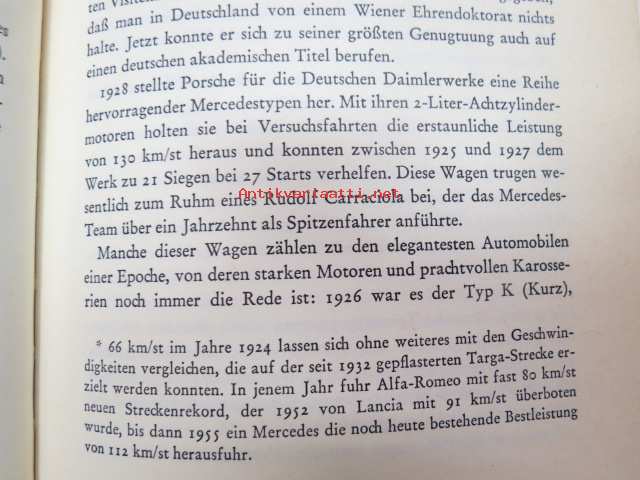 ten
daß man in Deutschland von einem Wiener Ehrendoktorat nichts
halte. Jetzt konnte er sich zu seiner größten Genugtuung auch auf
einen deutschen akademischen Titel berufen.
1928 stellte Porsche für die Deutschen Daimlerwerke eine Reihe
hervorragender Mercedestypen her. Mit ihren 2-Liter-Achtzylinder-
motoren holten sie bei Versuchsfahrten die erstaunliche Leistung
von 130 km/st heraus und konnten zwischen 1925 und 1927 dem
Werk zu 21 Siegen bei 27 Starts verhelfen. Diese Wagen trugen we-
Antikvariaatti.net
sentlich zum Ruhm eines Rudolf Carraciola bei, der das Mercedes-
Team über ein Jahrzehnt als Spitzenfahrer anführte.
Manche dieser Wagen zählen zu den elegantesten Automobilen
einer Epoche, von deren starken Motoren und prachtvollen Karosse-
rien noch immer die Rede ist: 1926 war es der Typ K (Kurz),
* 66 km/st im Jahre 1924 lassen sich ohne weiteres mit den Geschwin-
digkeiten vergleichen, die auf der seit 1932 gepflasterten Targa-Strecke er-
zielt werden konnten. In jenem Jahr fuhr Alfa-Romeo mit fast 80 km/st
neuen Streckenrekord, der 1952 von Lancia mit 91 km/st überboten
wurde, bis dann 1955 ein Mercedes die noch heute bestehende Bestleistung
von 112 km/st herausfuhr.